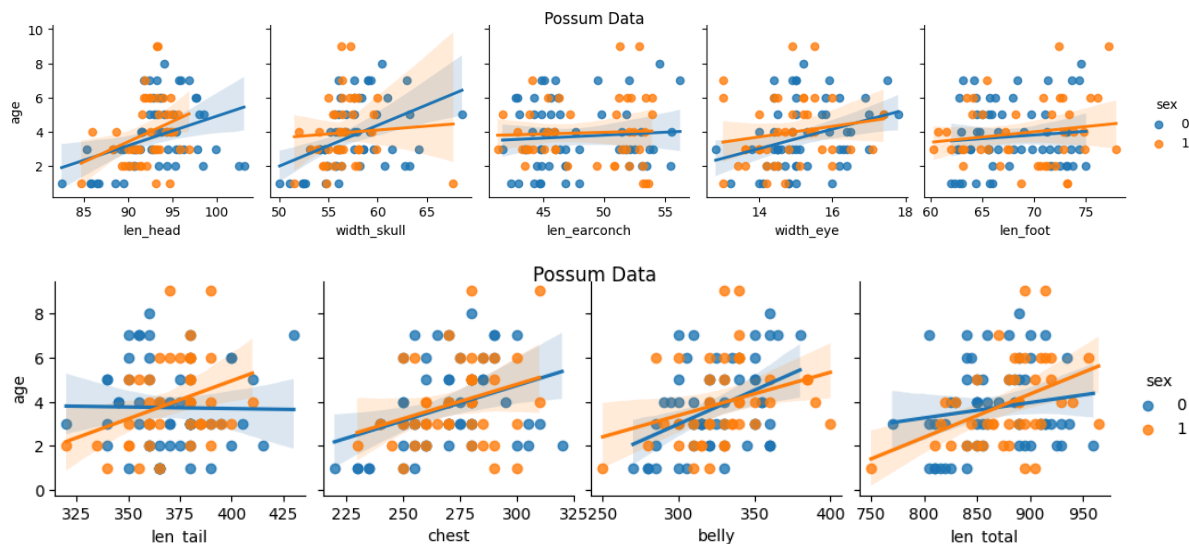 Possum Data
10
8
6
4
2
age
85 90 95 100
50 55 60 65
45 50 55
14 16 18
60 65 70 75
len_head
width_skull
len_earconch
width_eye
len_foot
sex
0
1
Possum Data
8
6
4
2
0
age
325 350 375 400 425
225 250 275 300 325
250 300 350 400
750 800 850 900 950
len_tail
chest
belly
len_total
sex
0
1